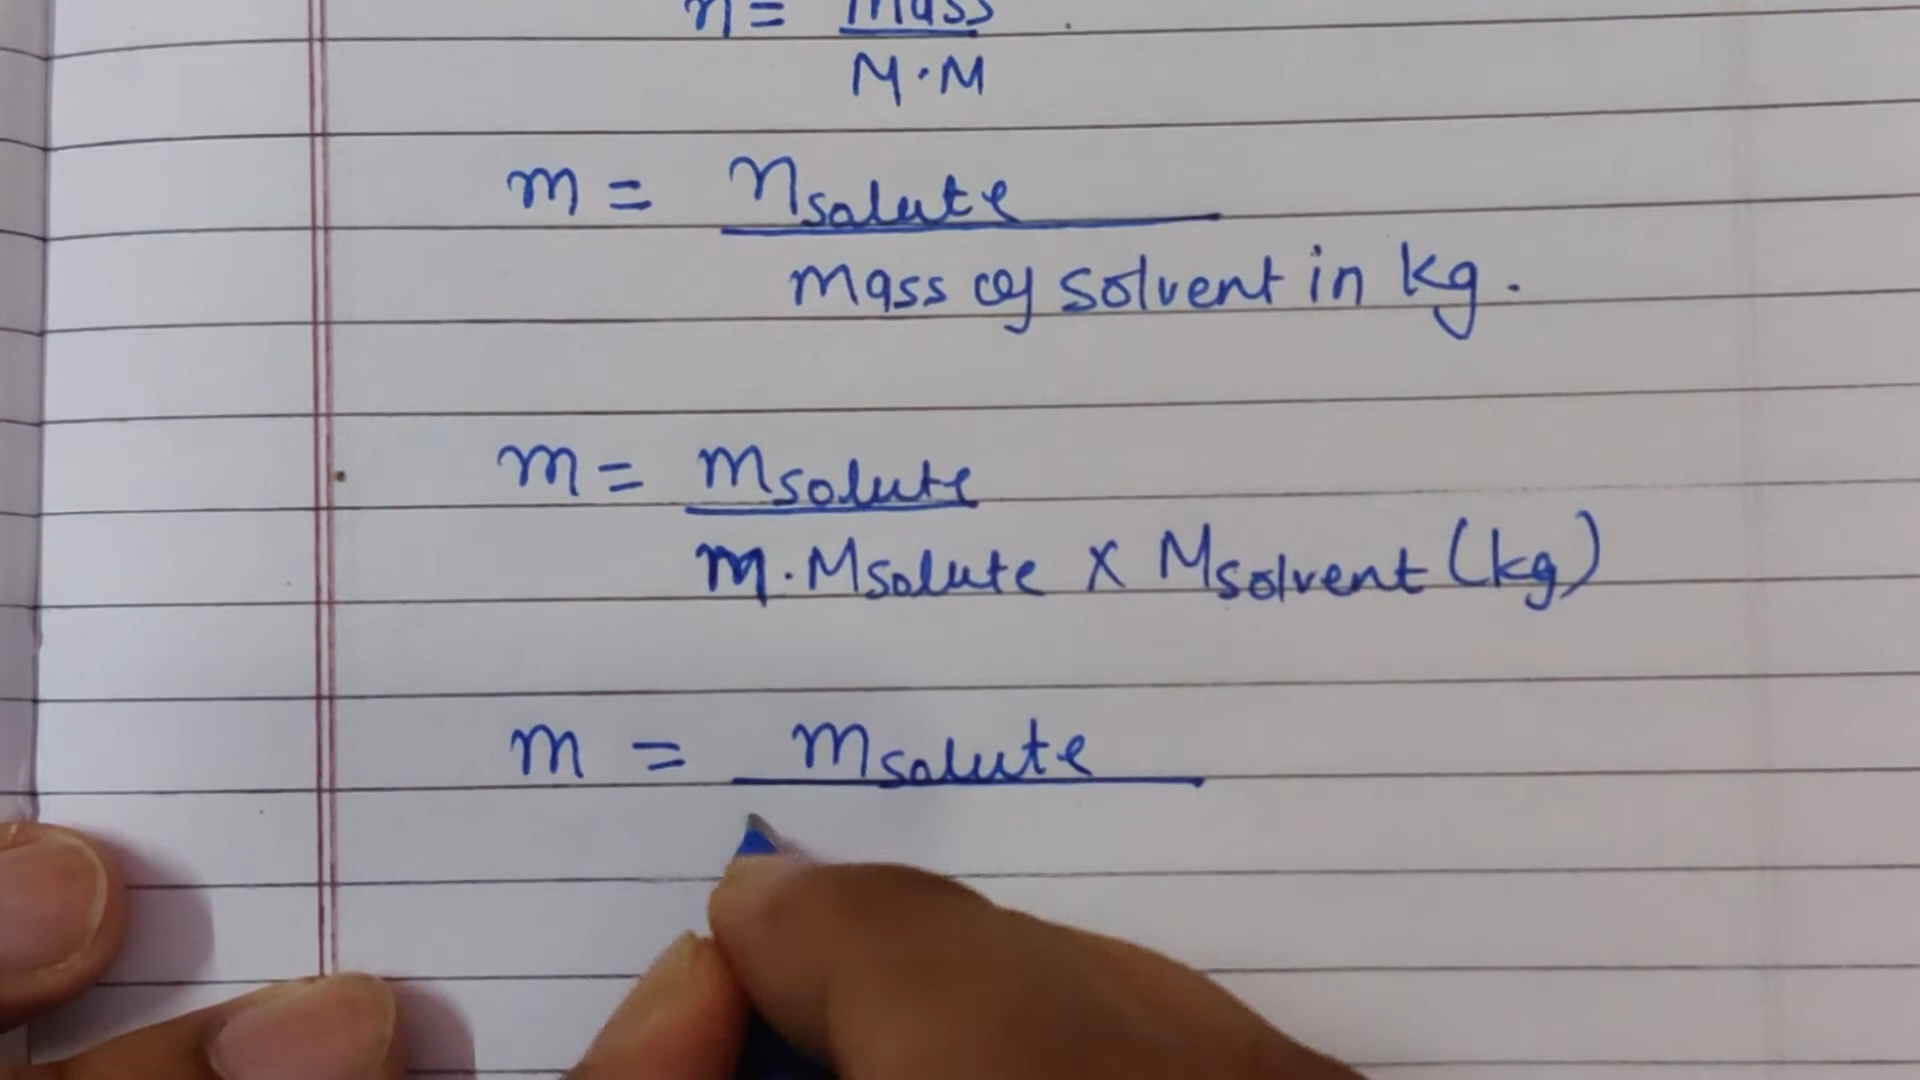 n = mass
M.M
m = nsolute
mass of solvent in kg.
m = msolute
m.Msolute x Msolvent (kg)
m = msolute